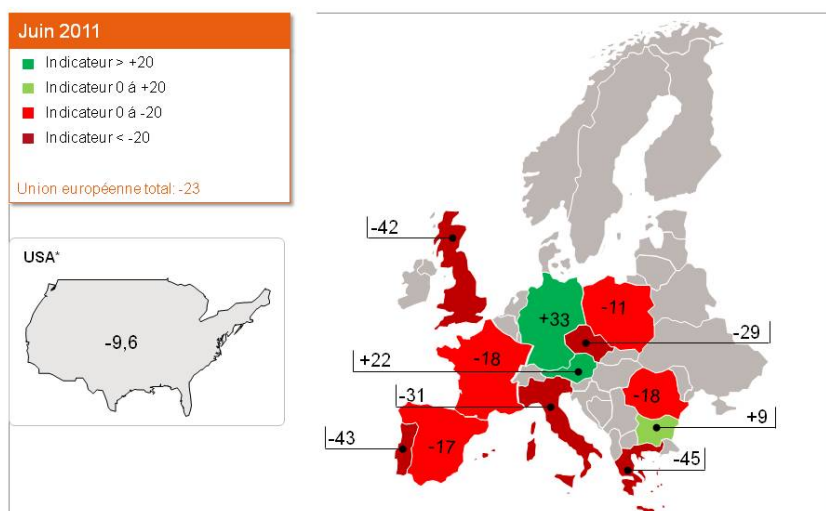 Juin 2011
Indicateur > +20
Indicateur 0 á +20
Indicateur 0 á -20
Indicateur < -20
Union européenne total: -23
USA*
-9,6
-42
+33
-11
-29
-18
+22
-31
-18
+9
-43
-17
-45